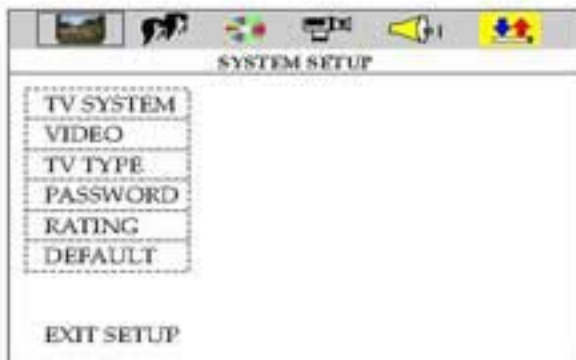 SYSTEM SETUP
TV SYSTEM
VIDEO
TV TYPE
PASSWORD
RATING
DEFAULT
EXIT SETUP